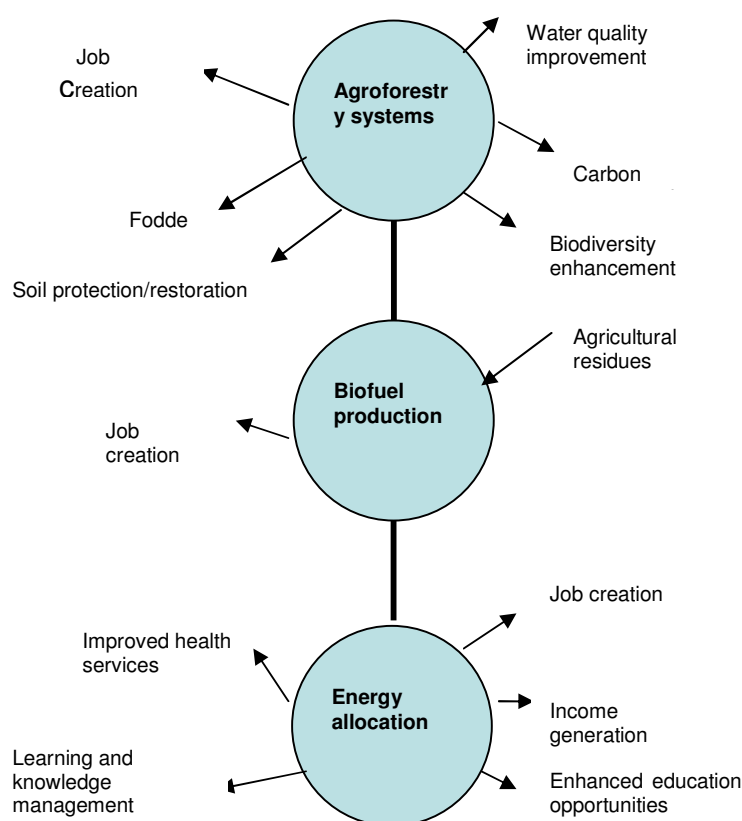 Water quality
improvement
Job
Creation
Agroforestr
y systems
Carbon
Fodde
Biodiversity
enhancement
Soil protection/restoration
Agricultural
residues
Biofuel
production
Job
creation
Job creation
Improved health
services
Energy
allocation
Income
generation
Learning and
knowledge
management
Enhanced education
opportunities